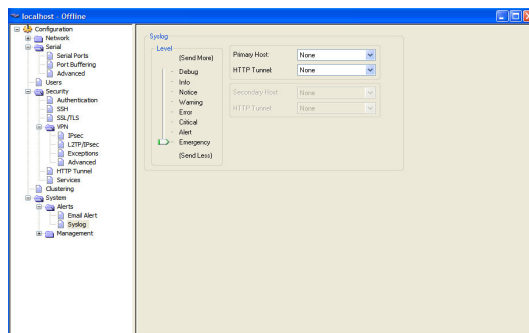 localhost - Offline
Configuration
Network
Serial
Serial Ports
Port Buffering
Advanced
Users
Security
Authentication
SSH
SSL/TLS
VPN
IPsec
L2TP/IPsec
Exceptions
Advanced
HTTP Tunnel
Services
Clustering
System
Alerts
Email Alert
Syslog
Management
Syslog
Level
(Send More)
Debug
Info
Notice
Warning
Error
Critical
Alert
Emergency
(Send Less)
Primary Host: None
HTTP Tunnel: None
Secondary Host: None
HTTP Tunnel: None